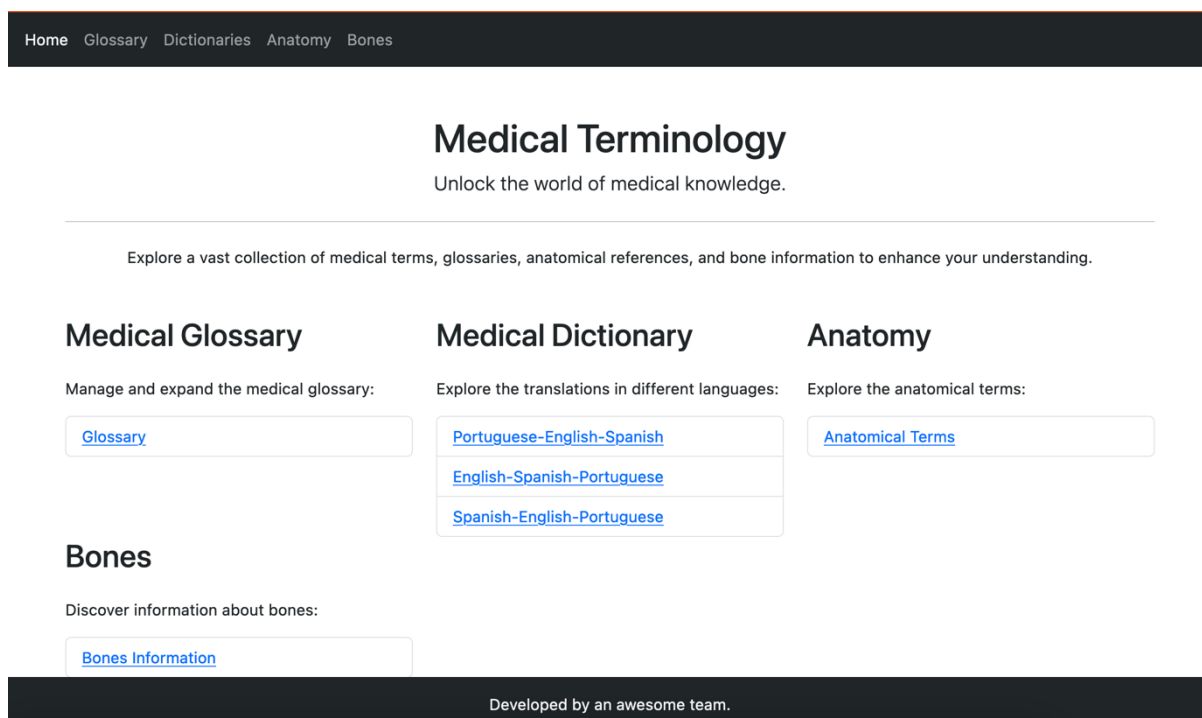 Home Glossary Dictionaries Anatomy Bones
Medical Terminology
Unlock the world of medical knowledge.
Explore a vast collection of medical terms, glossaries, anatomical references, and bone information to enhance your understanding.
Medical Glossary
Manage and expand the medical glossary:
Glossary
Medical Dictionary
Explore the translations in different languages:
Portuguese-English-Spanish
English-Spanish-Portuguese
Spanish-English-Portuguese
Anatomy
Explore the anatomical terms:
Anatomical Terms
Bones
Discover information about bones:
Bones Information
Developed by an awesome team.